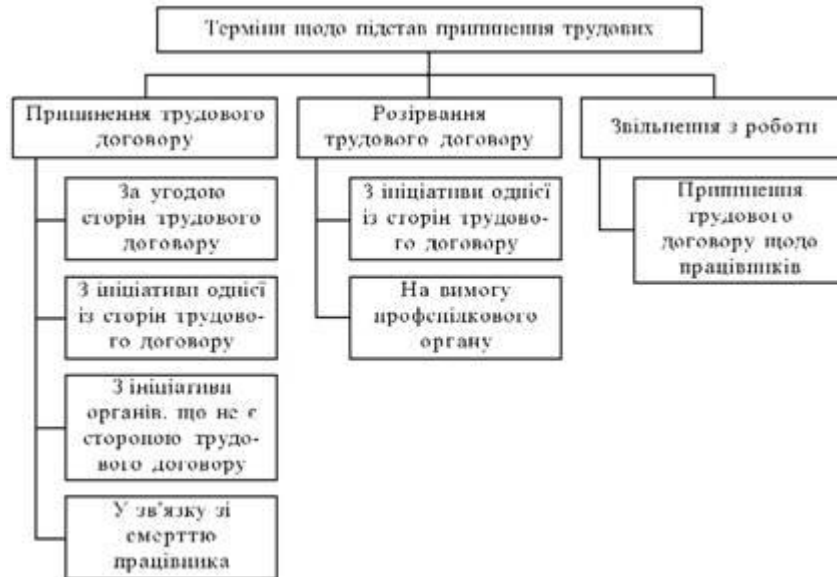 Терміни щодо підстав припинення трудових
Припинення трудового
договору
За угодою
сторін трудового
договору
З ініціативи однієї
із сторін трудово-
го договору
З ініціативи
органів, що не є
стороною трудо-
вого договору
У зв'язку зі
смерттю
працівника
Розірвання
трудового договору
З ініціативи однієї
із сторін трудово-
го договору
На вимогу
профспілкового
органу
Звільнення з роботи
Припинення
трудового
договору щодо
працівників